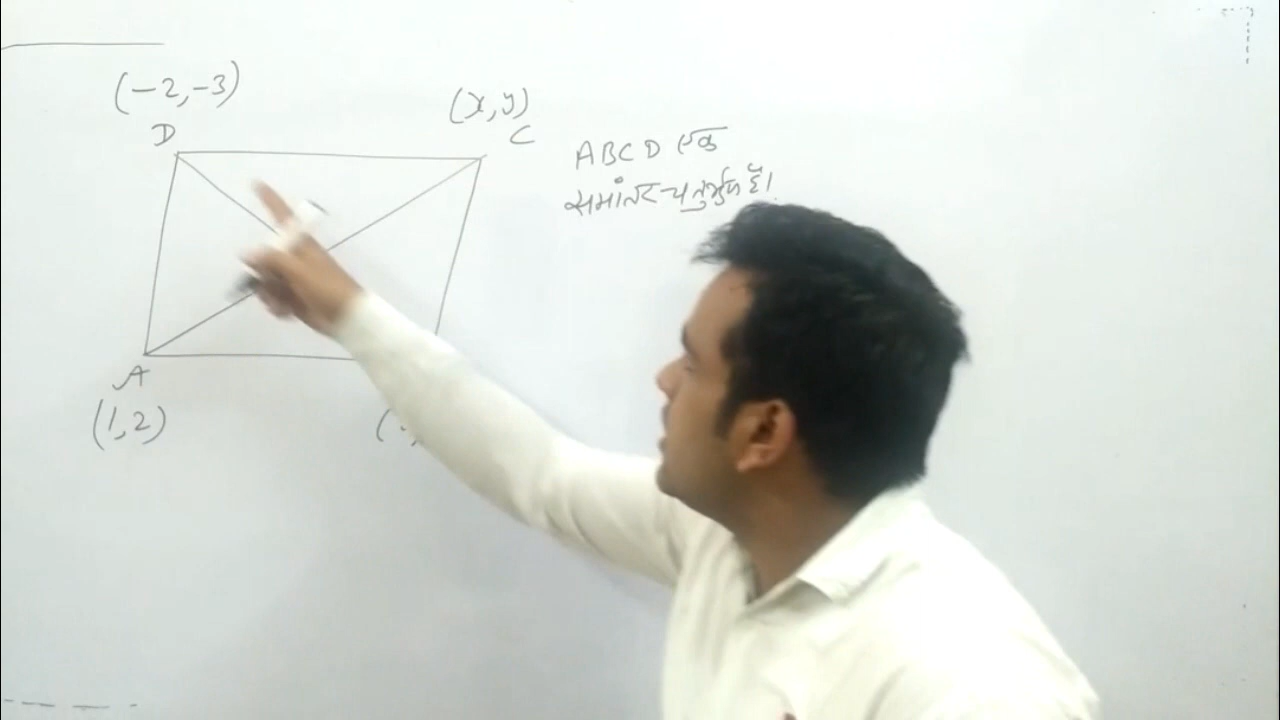 (-2,-3)
(x,y)
D
C
ABCD एक
समांतर चतुर्भुज है।
A
(1,2)